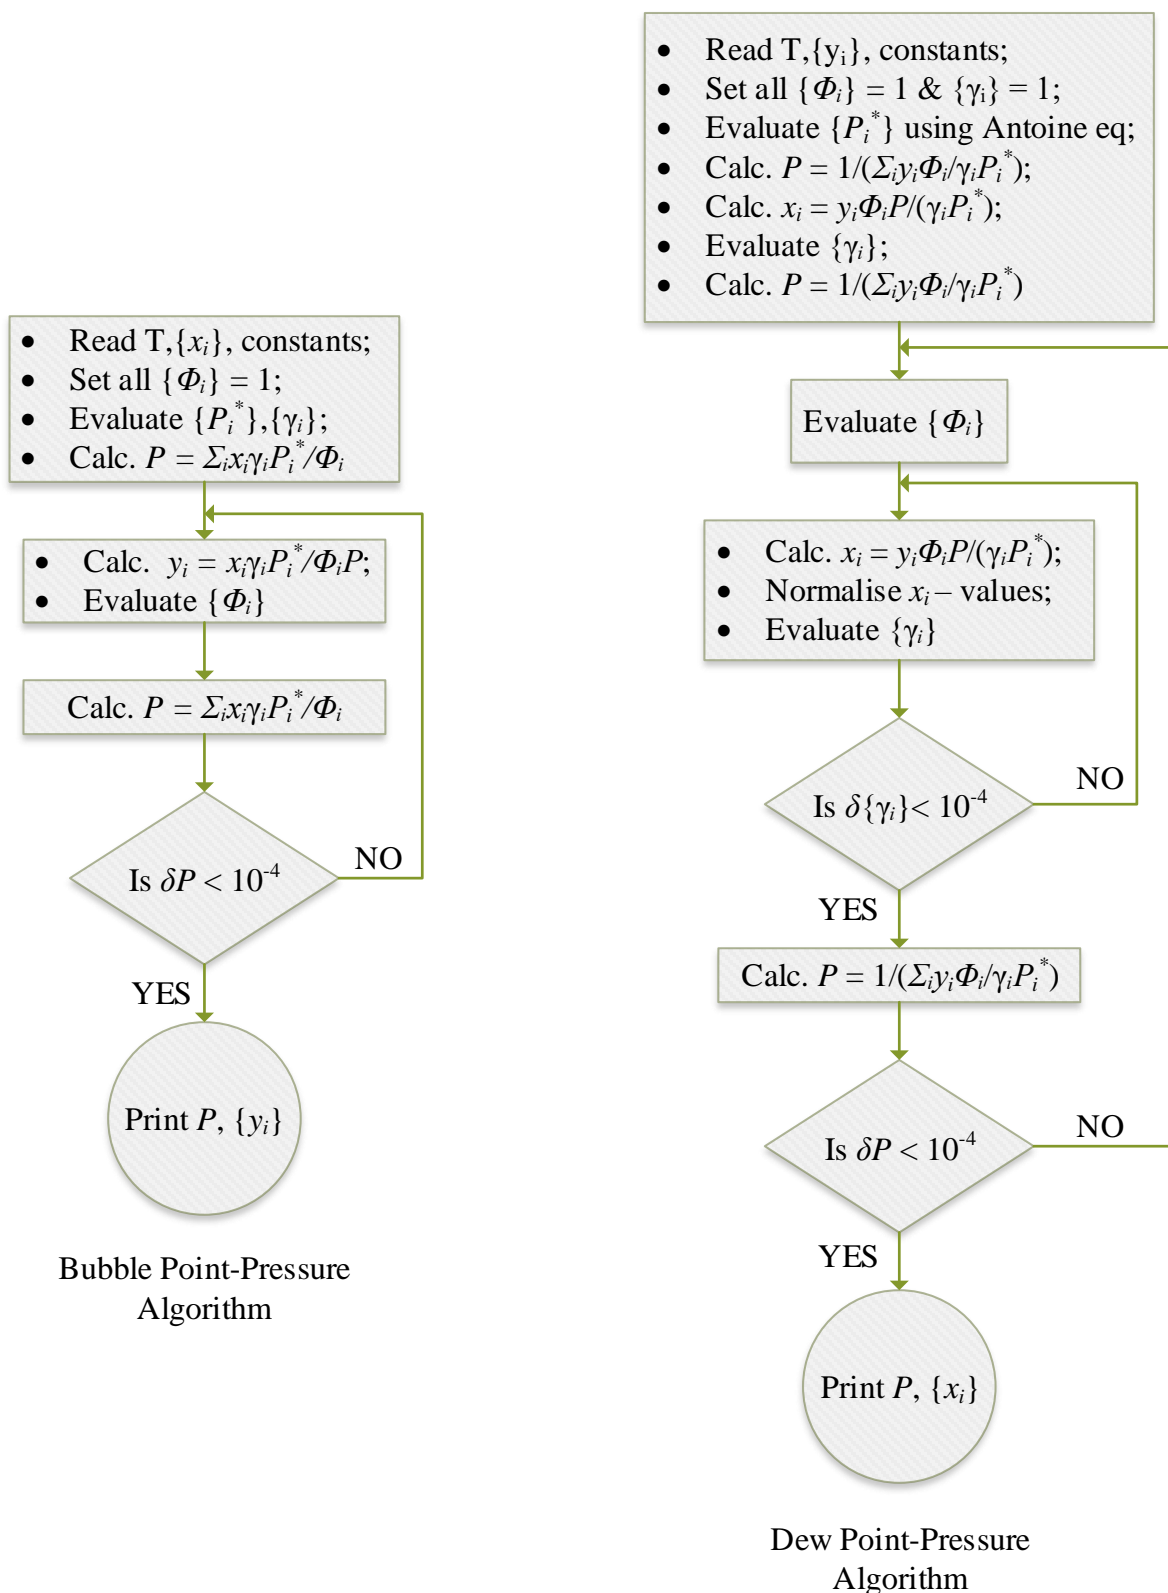 • Read T,{xᵢ}, constants;
• Set all {Φᵢ} = 1;
• Evaluate {Pᵢ*},{γᵢ};
• Calc. P = ΣᵢxᵢγᵢPᵢ*/Φᵢ
• Calc. yᵢ = xᵢγᵢPᵢ*/ΦᵢP;
• Evaluate {Φᵢ}
Calc. P = ΣᵢxᵢγᵢPᵢ*/Φᵢ
Is δP < 10⁻⁴
NO
YES
Print P, {yᵢ}
Bubble Point-Pressure
Algorithm
• Read T,{yᵢ}, constants;
• Set all {Φᵢ} = 1 & {γᵢ} = 1;
• Evaluate {Pᵢ*} using Antoine eq;
• Calc. P = 1/(ΣᵢyᵢΦᵢ/γᵢPᵢ*);
• Calc. xᵢ = yᵢΦᵢP/(γᵢPᵢ*);
• Evaluate {γᵢ};
• Calc. P = 1/(ΣᵢyᵢΦᵢ/γᵢPᵢ*)
Evaluate {Φᵢ}
• Calc. xᵢ = yᵢΦᵢP/(γᵢPᵢ*);
• Normalise xᵢ – values;
• Evaluate {γᵢ}
Is δ{γᵢ}< 10⁻⁴
NO
YES
Calc. P = 1/(ΣᵢyᵢΦᵢ/γᵢPᵢ*)
Is δP < 10⁻⁴
NO
YES
Print P, {xᵢ}
Dew Point-Pressure
Algorithm